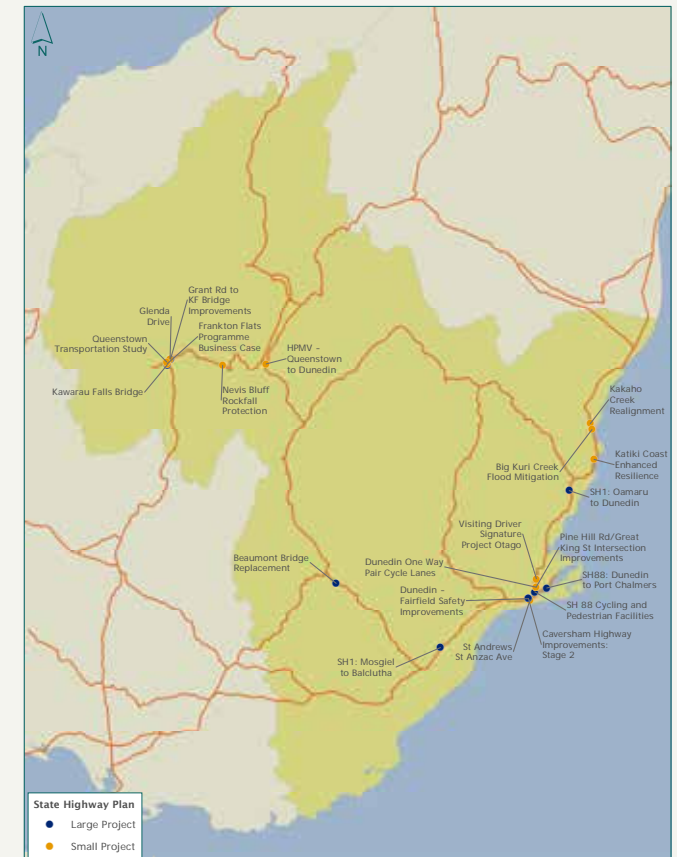 N
Grant Rd to
KF Bridge
Improvements
Glenda
Drive
Frankton Flats
Programme
Business Case
Queenstown
Transportation Study
HPMV -
Queenstown
to Dunedin
Kawarau Falls Bridge
Nevis Bluff
Rockfall
Protection
Kakaho
Creek
Realignment
Big Kuri Creek
Flood Mitigation
Katiki Coast
Enhanced
Resilience
SH1: Oamaru
to Dunedin
Visiting Driver
Signature
Project Otago
Pine Hill Rd/Great
King St Intersection
Improvements
Beaumont Bridge
Replacement
Dunedin One Way
Pair Cycle Lanes
SH88: Dunedin
to Port Chalmers
Dunedin -
Fairfield Safety
Improvements
SH 88 Cycling and
Pedestrian Facilities
St Andrews
St Anzac Ave
Caversham Highway
Improvements:
Stage 2
SH1: Mosgiel
to Balclutha
State Highway Plan
Large Project
Small Project